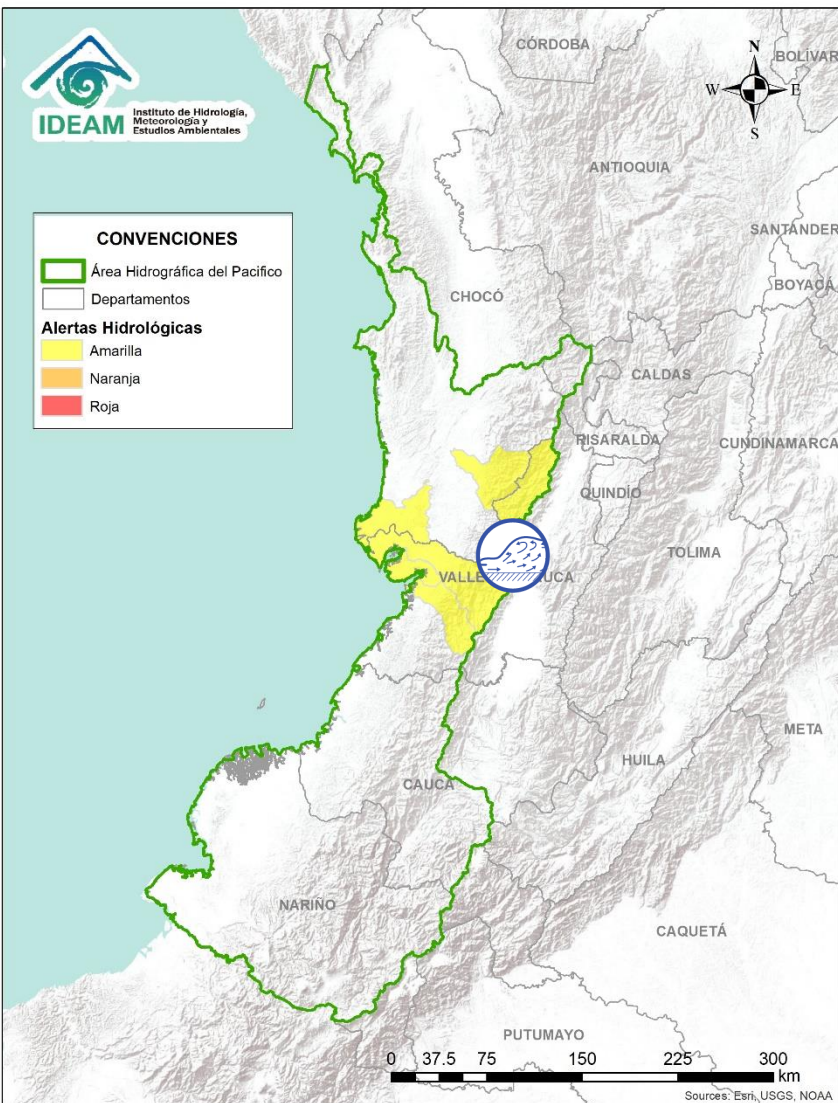 IDEAM
Instituto de Hidrología,
Meteorología y
Estudios Ambientales
CÓRDOBA
BOLÍVAR
N
W
E
S
ANTIOQUIA
SANTANDER
BOYACÁ
CONVENCIONES
Área Hidrográfica del Pacifico
Departamentos
Alertas Hidrológicas
Amarilla
Naranja
Roja
CHOCÓ
CALDAS
RISARALDA
CUNDINAMARCA
QUINDÍO
TOLIMA
VALLE
UCA
META
HUILA
CAUCA
NARIÑO
CAQUETÁ
PUTUMAYO
0 37.5 75 150 225 300
km
Sources: Esri, USGS, NOAA